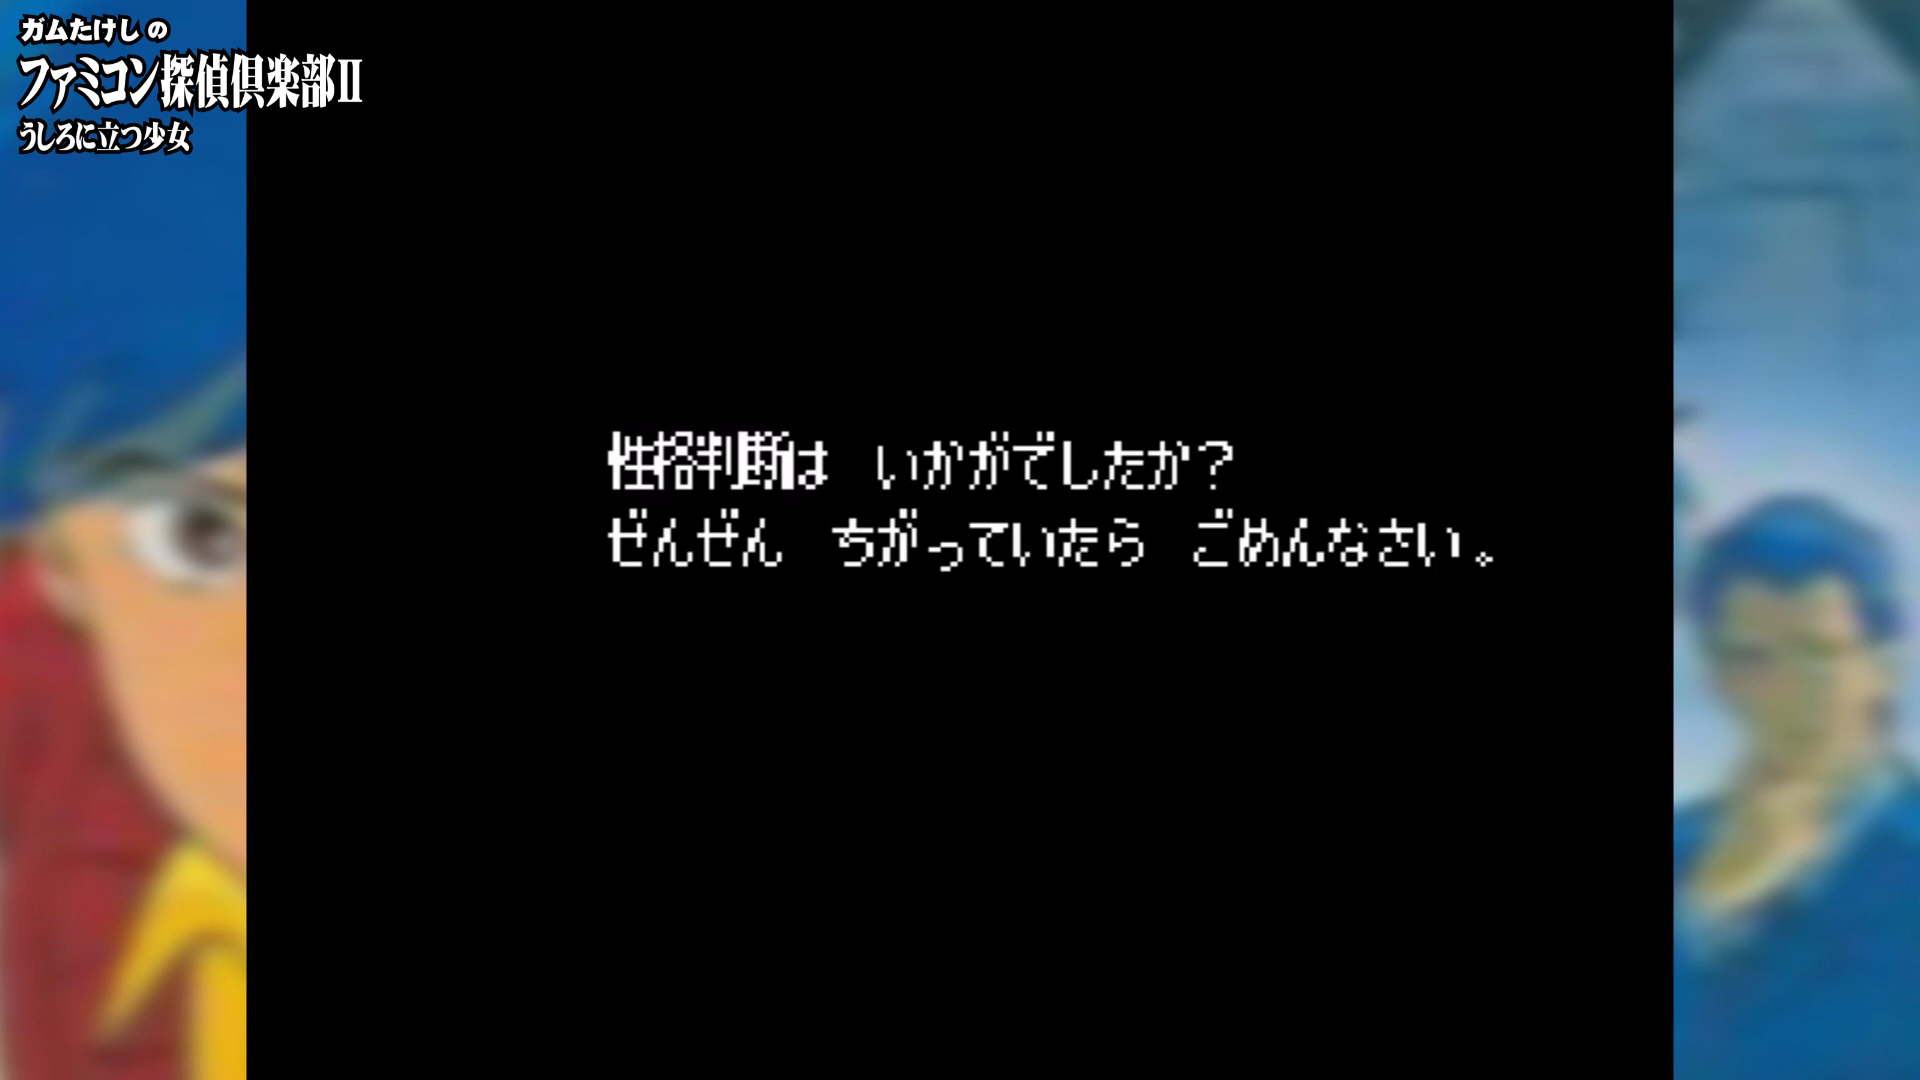 ガムたけしの
ファミコン探偵倶楽部II
うしろに立つ少女
性格判断は いかがでしたか?
ぜんぜん ちがっていたら ごめんなさい。